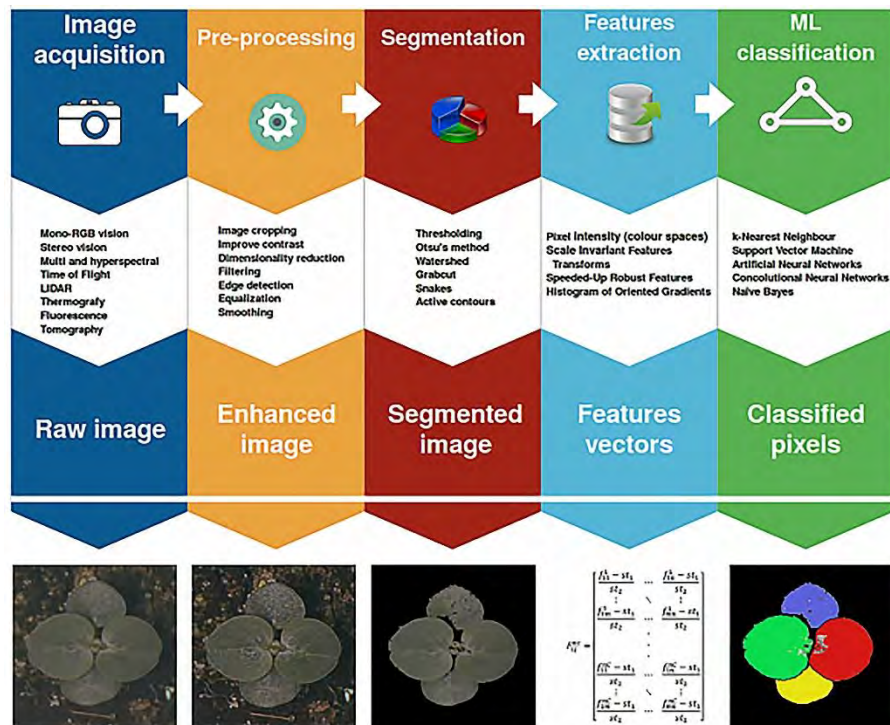 Image
acquisition
Pre-processing
Segmentation
Features
extraction
ML
classification
Mono-RGB vision
Stereo vision
Multi and hyperspectral
Time of Flight
LIDAR
Thermografy
Fluorescence
Tomography
Image cropping
Improve contrast
Dimensionality reduction
Filtering
Edge detection
Equalization
Smoothing
Thresholding
Otsu's method
Watershed
Grabcut
Snakes
Active contours
Pixel Intensity (colour spaces)
Scale Invariant Features
Transforms
Speeded-Up Robust Features
Histogram of Oriented Gradients
k-Nearest Neighbour
Support Vector Machine
Artificial Neural Networks
Concolutional Neural Networks
Naïve Bayes
Raw image
Enhanced
image
Segmented
image
Features
vectors
Classified
pixels